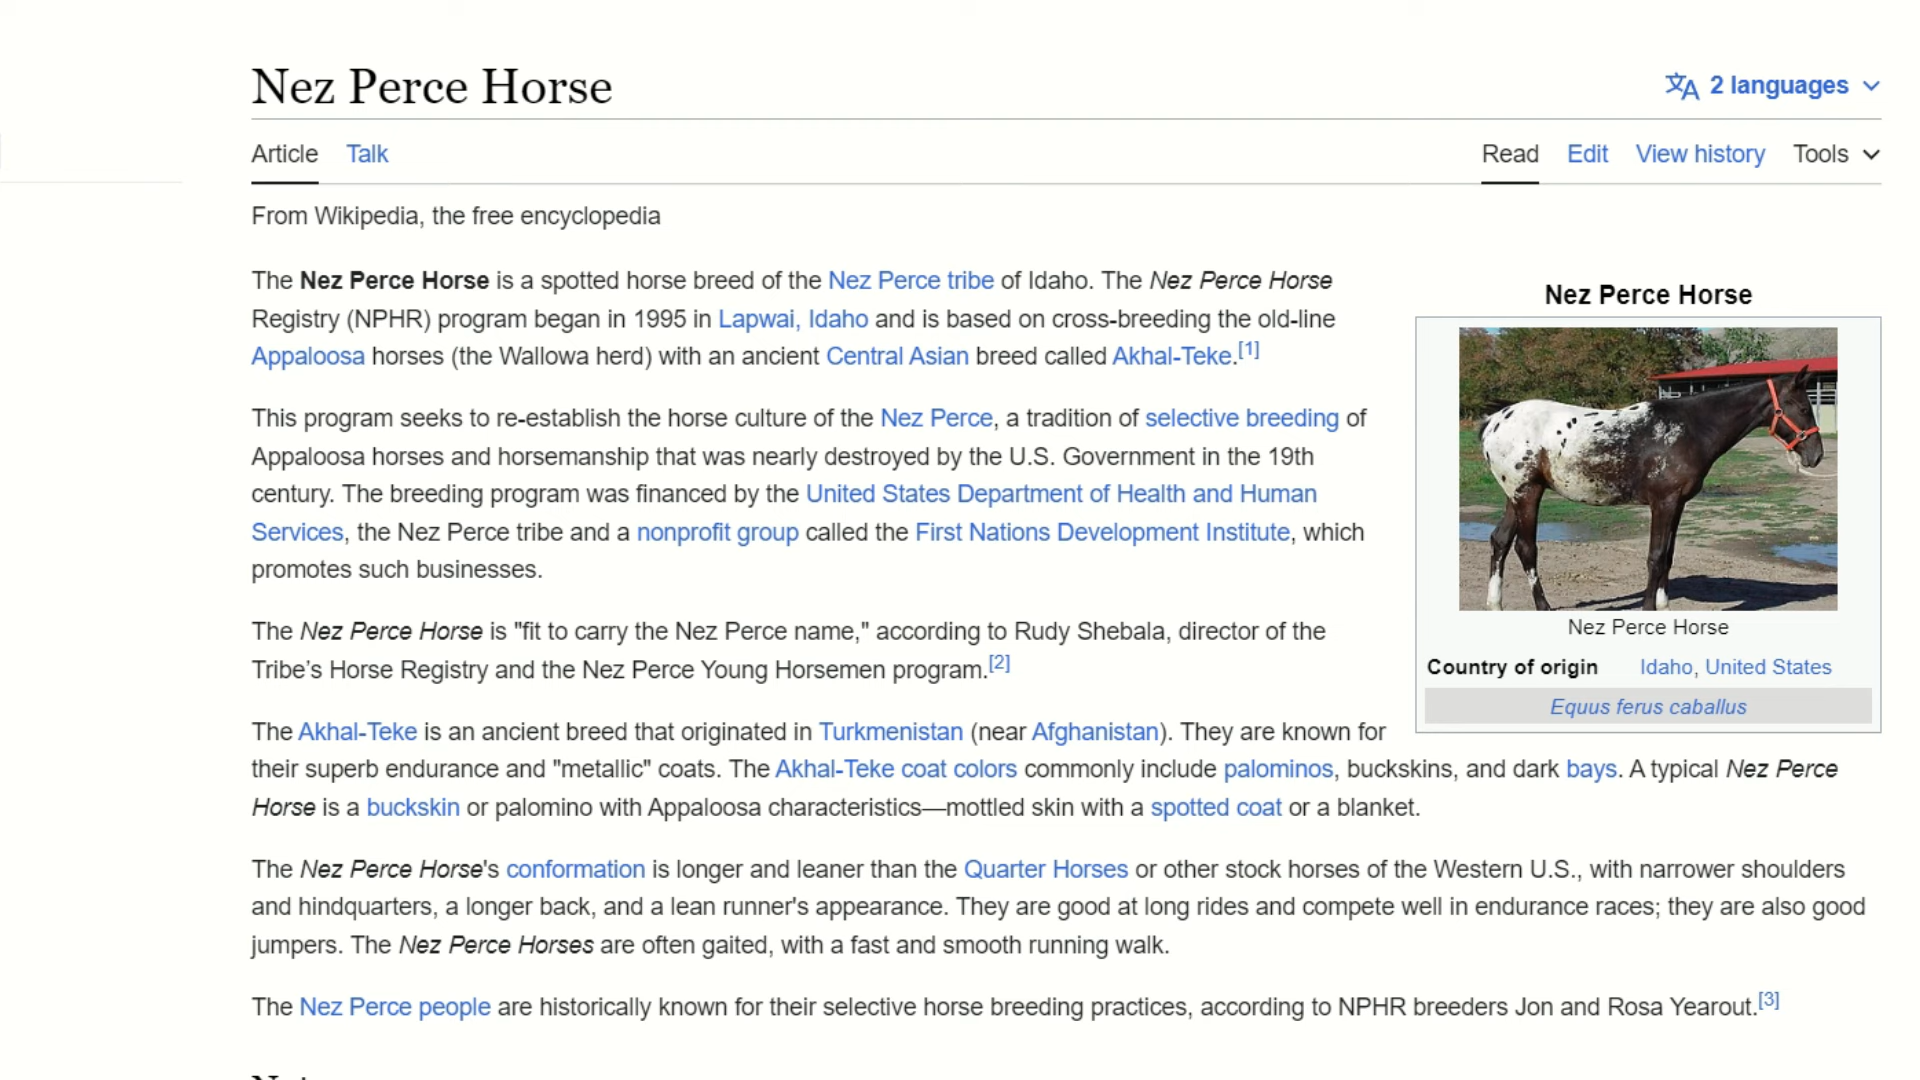 Nez Perce Horse
2 languages
Article Talk
Read Edit View history Tools
From Wikipedia, the free encyclopedia
The Nez Perce Horse is a spotted horse breed of the Nez Perce tribe of Idaho. The Nez Perce Horse
Registry (NPHR) program began in 1995 in Lapwai, Idaho and is based on cross-breeding the old-line
Appaloosa horses (the Wallowa herd) with an ancient Central Asian breed called Akhal-Teke.[1]
This program seeks to re-establish the horse culture of the Nez Perce, a tradition of selective breeding of
Appaloosa horses and horsemanship that was nearly destroyed by the U.S. Government in the 19th
century. The breeding program was financed by the United States Department of Health and Human
Services, the Nez Perce tribe and a nonprofit group called the First Nations Development Institute, which
promotes such businesses.
The Nez Perce Horse is "fit to carry the Nez Perce name," according to Rudy Shebala, director of the
Tribe’s Horse Registry and the Nez Perce Young Horsemen program.[2]
The Akhal-Teke is an ancient breed that originated in Turkmenistan (near Afghanistan). They are known for
their superb endurance and "metallic" coats. The Akhal-Teke coat colors commonly include palominos, buckskins, and dark bays. A typical Nez Perce
Horse is a buckskin or palomino with Appaloosa characteristics—mottled skin with a spotted coat or a blanket.
The Nez Perce Horse's conformation is longer and leaner than the Quarter Horses or other stock horses of the Western U.S., with narrower shoulders
and hindquarters, a longer back, and a lean runner's appearance. They are good at long rides and compete well in endurance races; they are also good
jumpers. The Nez Perce Horses are often gaited, with a fast and smooth running walk.
The Nez Perce people are historically known for their selective horse breeding practices, according to NPHR breeders Jon and Rosa Yearout.[3]
Nez Perce Horse
Nez Perce Horse
Country of origin Idaho, United States
Equus ferus caballus